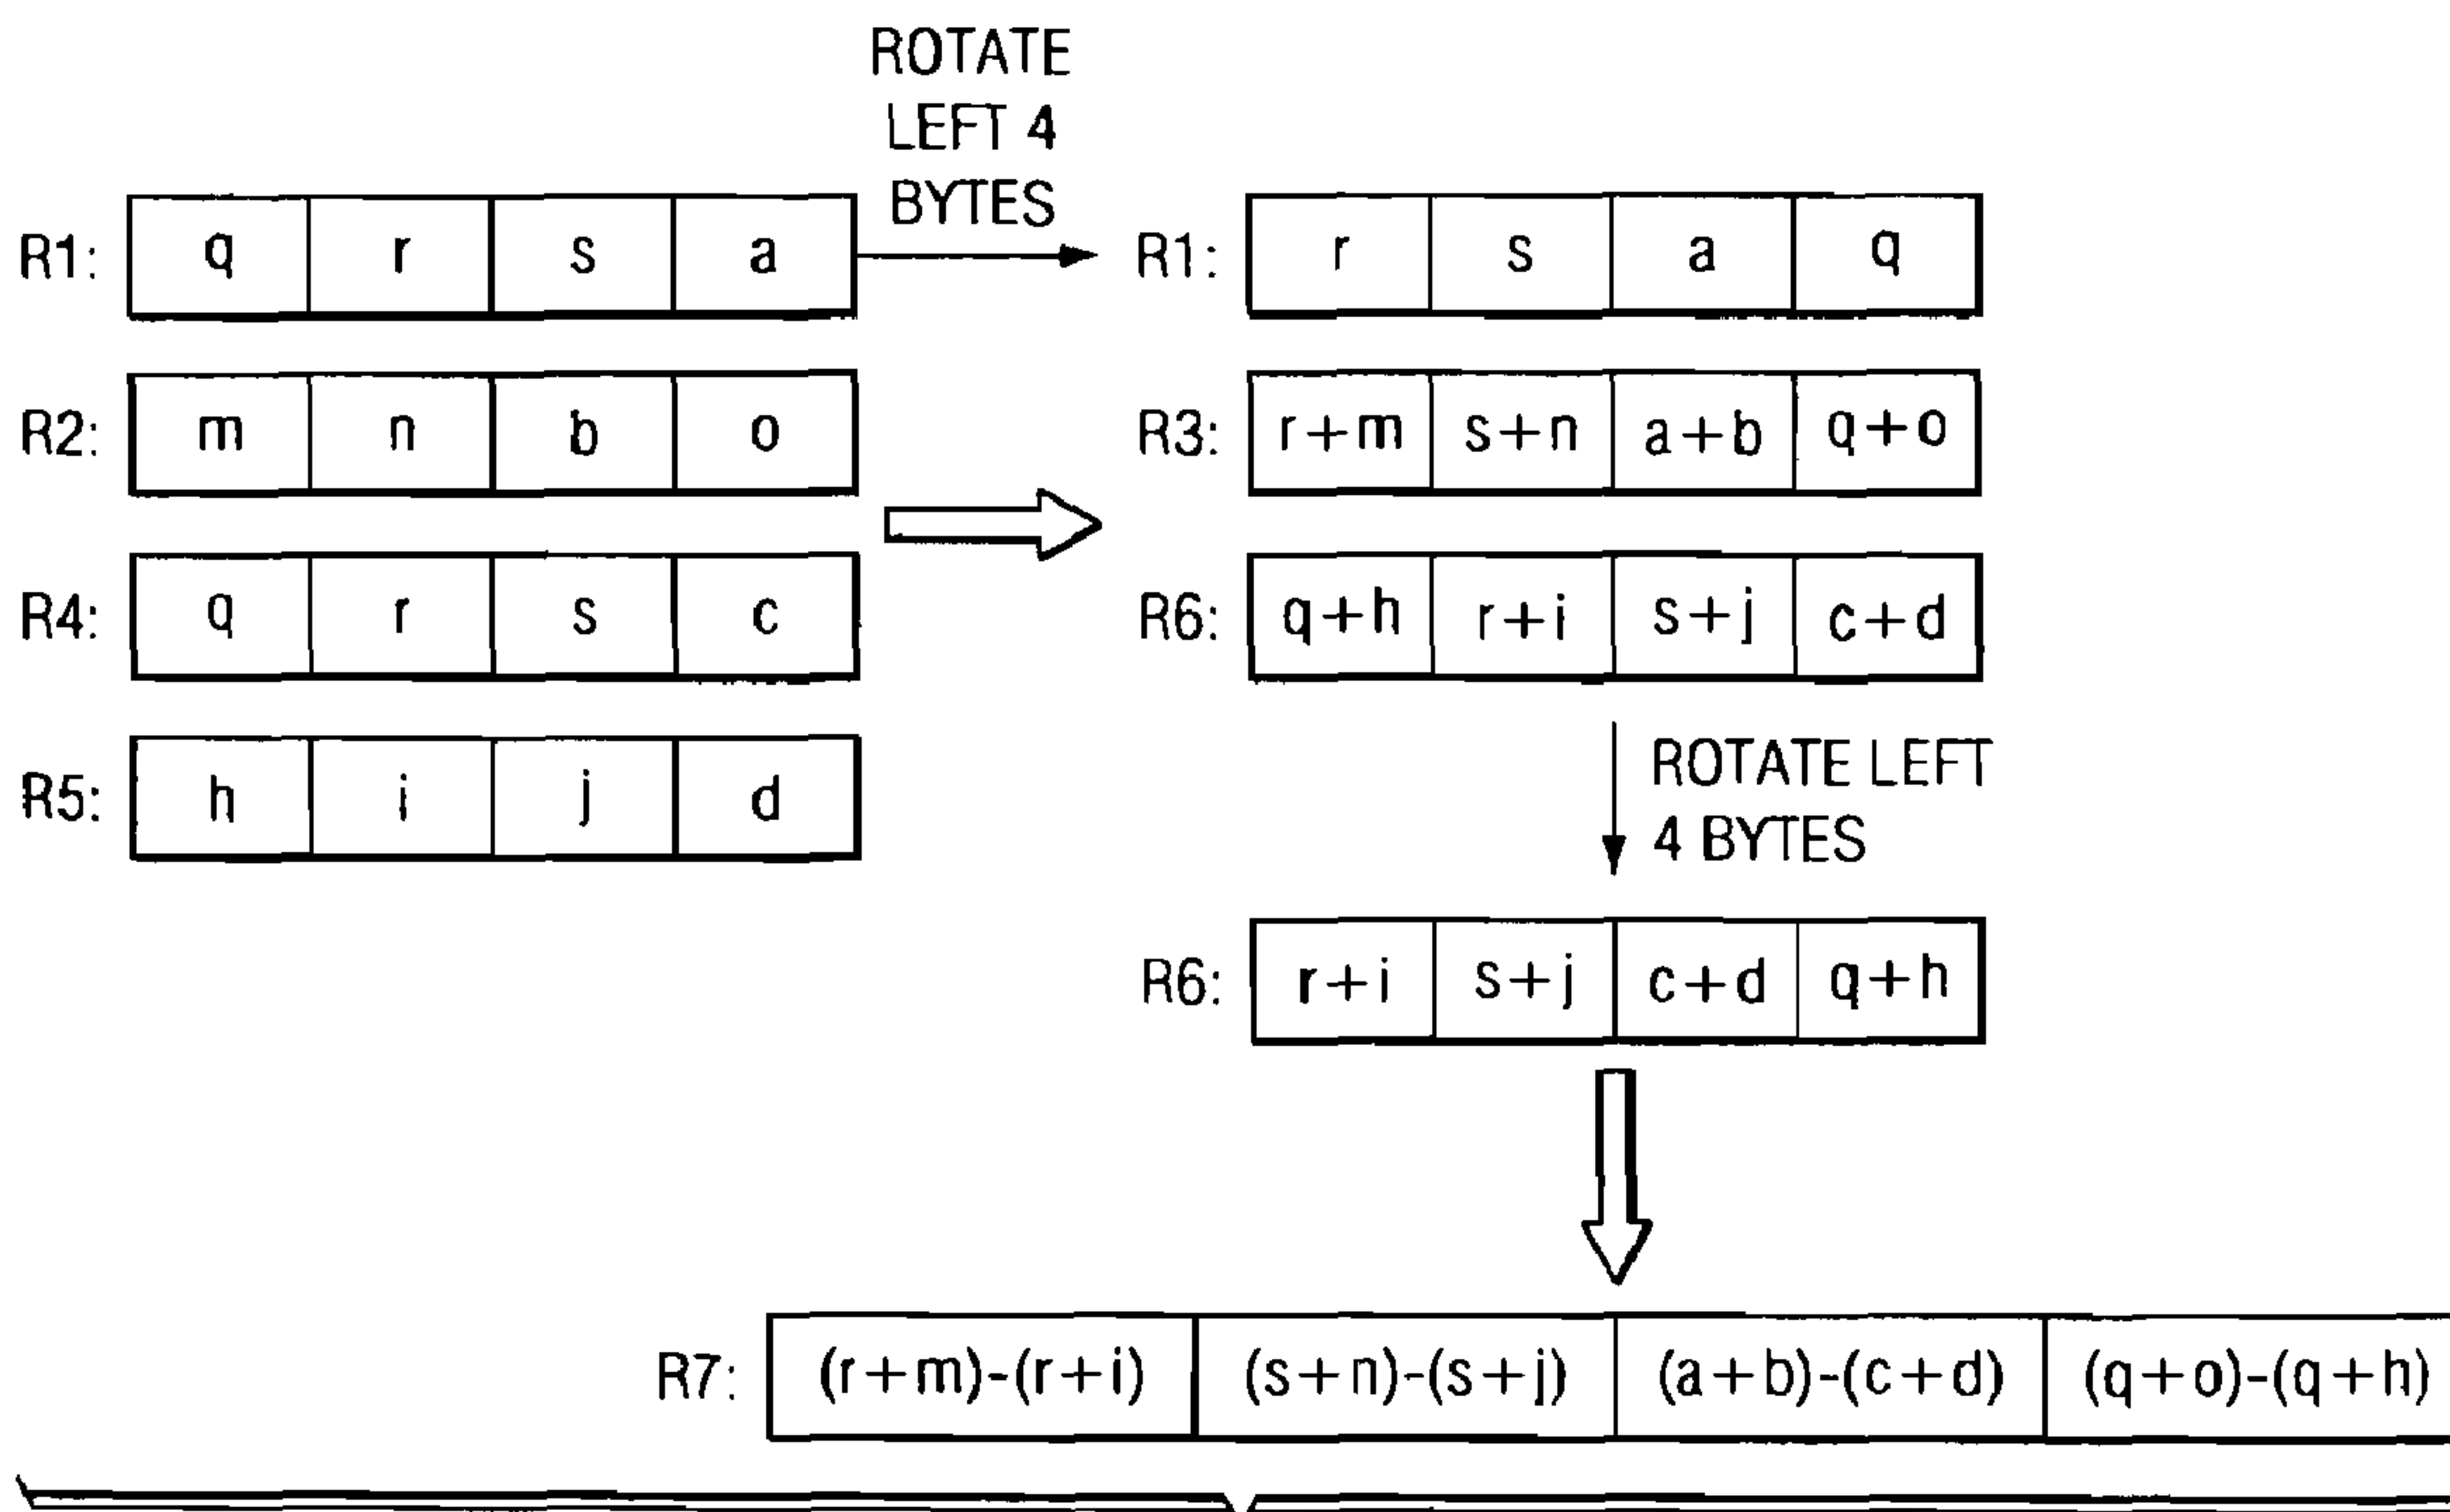 ROTATE
LEFT 4
BYTES
R1: q r s a
R1: r s a q
R2: m n b o
R3: r+m s+n a+b q+o
R4: q r s c
R6: q+h r+i s+j c+d
R5: h i j d
ROTATE LEFT
4 BYTES
R6: r+i s+j c+d q+h
R7: (r+m)-(r+i) (s+n)-(s+j) (a+b)-(c+d) (q+o)-(q+h)